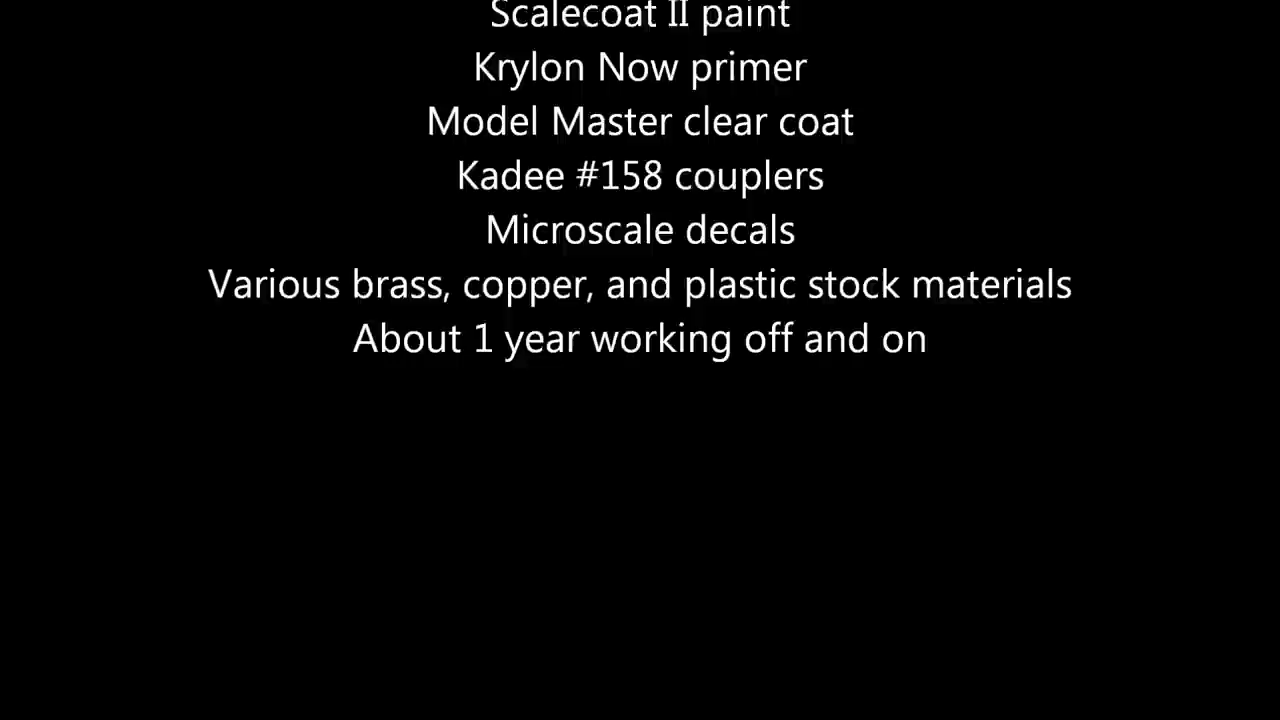 Scalecoat II paint
Krylon Now primer
Model Master clear coat
Kadee #158 couplers
Microscale decals
Various brass, copper, and plastic stock materials
About 1 year working off and on